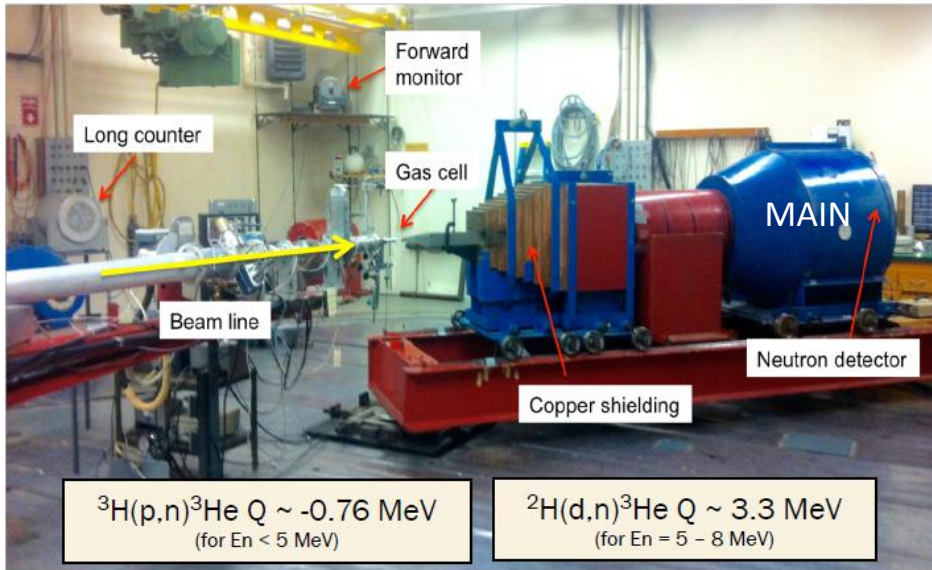 Forward
monitor
Long counter
Gas cell
MAIN
Beam line
Neutron detector
Copper shielding
³H(p,n)³He Q ~ -0.76 MeV
(for En < 5 MeV)
²H(d,n)³He Q ~ 3.3 MeV
(for En = 5 – 8 MeV)